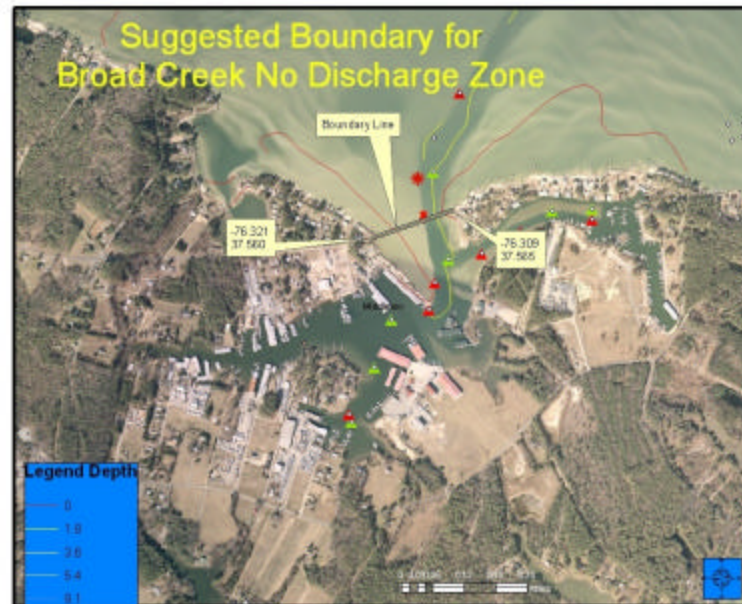 Suggested Boundary for
Broad Creek No Discharge Zone
Boundary Line
-76.321
37.560
-76.309
37.565
Legend Depth
0
1.8
3.6
5.4
9.1